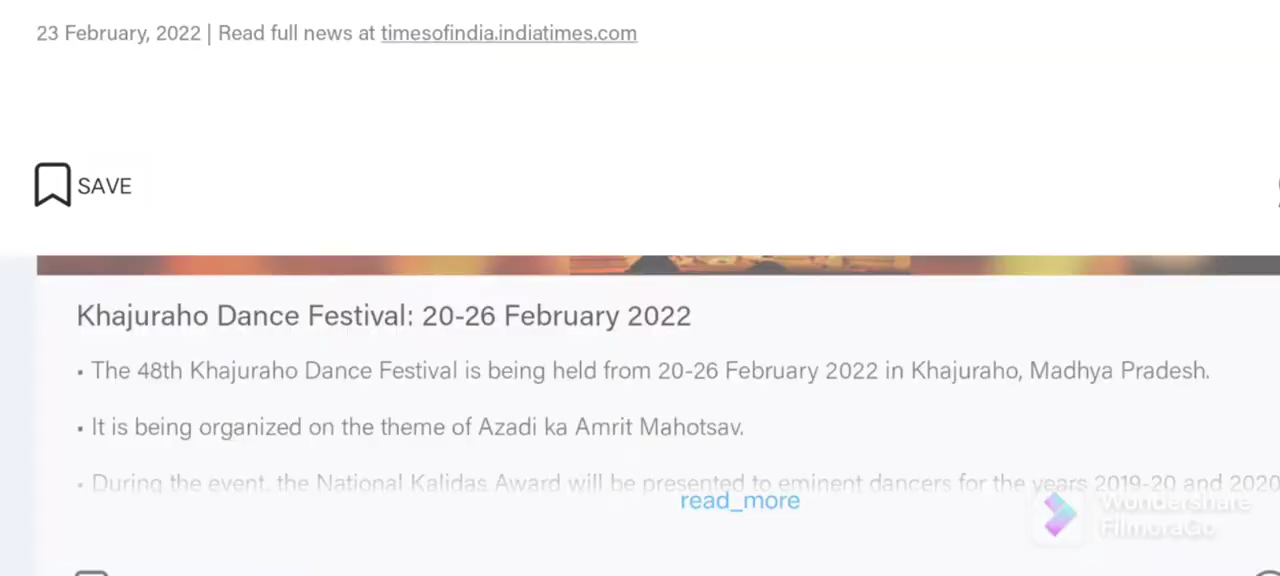 23 February, 2022 | Read full news at timesofindia.indiatimes.com
SAVE
Khajuraho Dance Festival: 20-26 February 2022
• The 48th Khajuraho Dance Festival is being held from 20-26 February 2022 in Khajuraho, Madhya Pradesh.
• It is being organized on the theme of Azadi ka Amrit Mahotsav.
• During the event, the National Kalidas Award will be presented to eminent dancers for the years 2019-20 and 2020
read_more
Wondershare
FilmoraGo